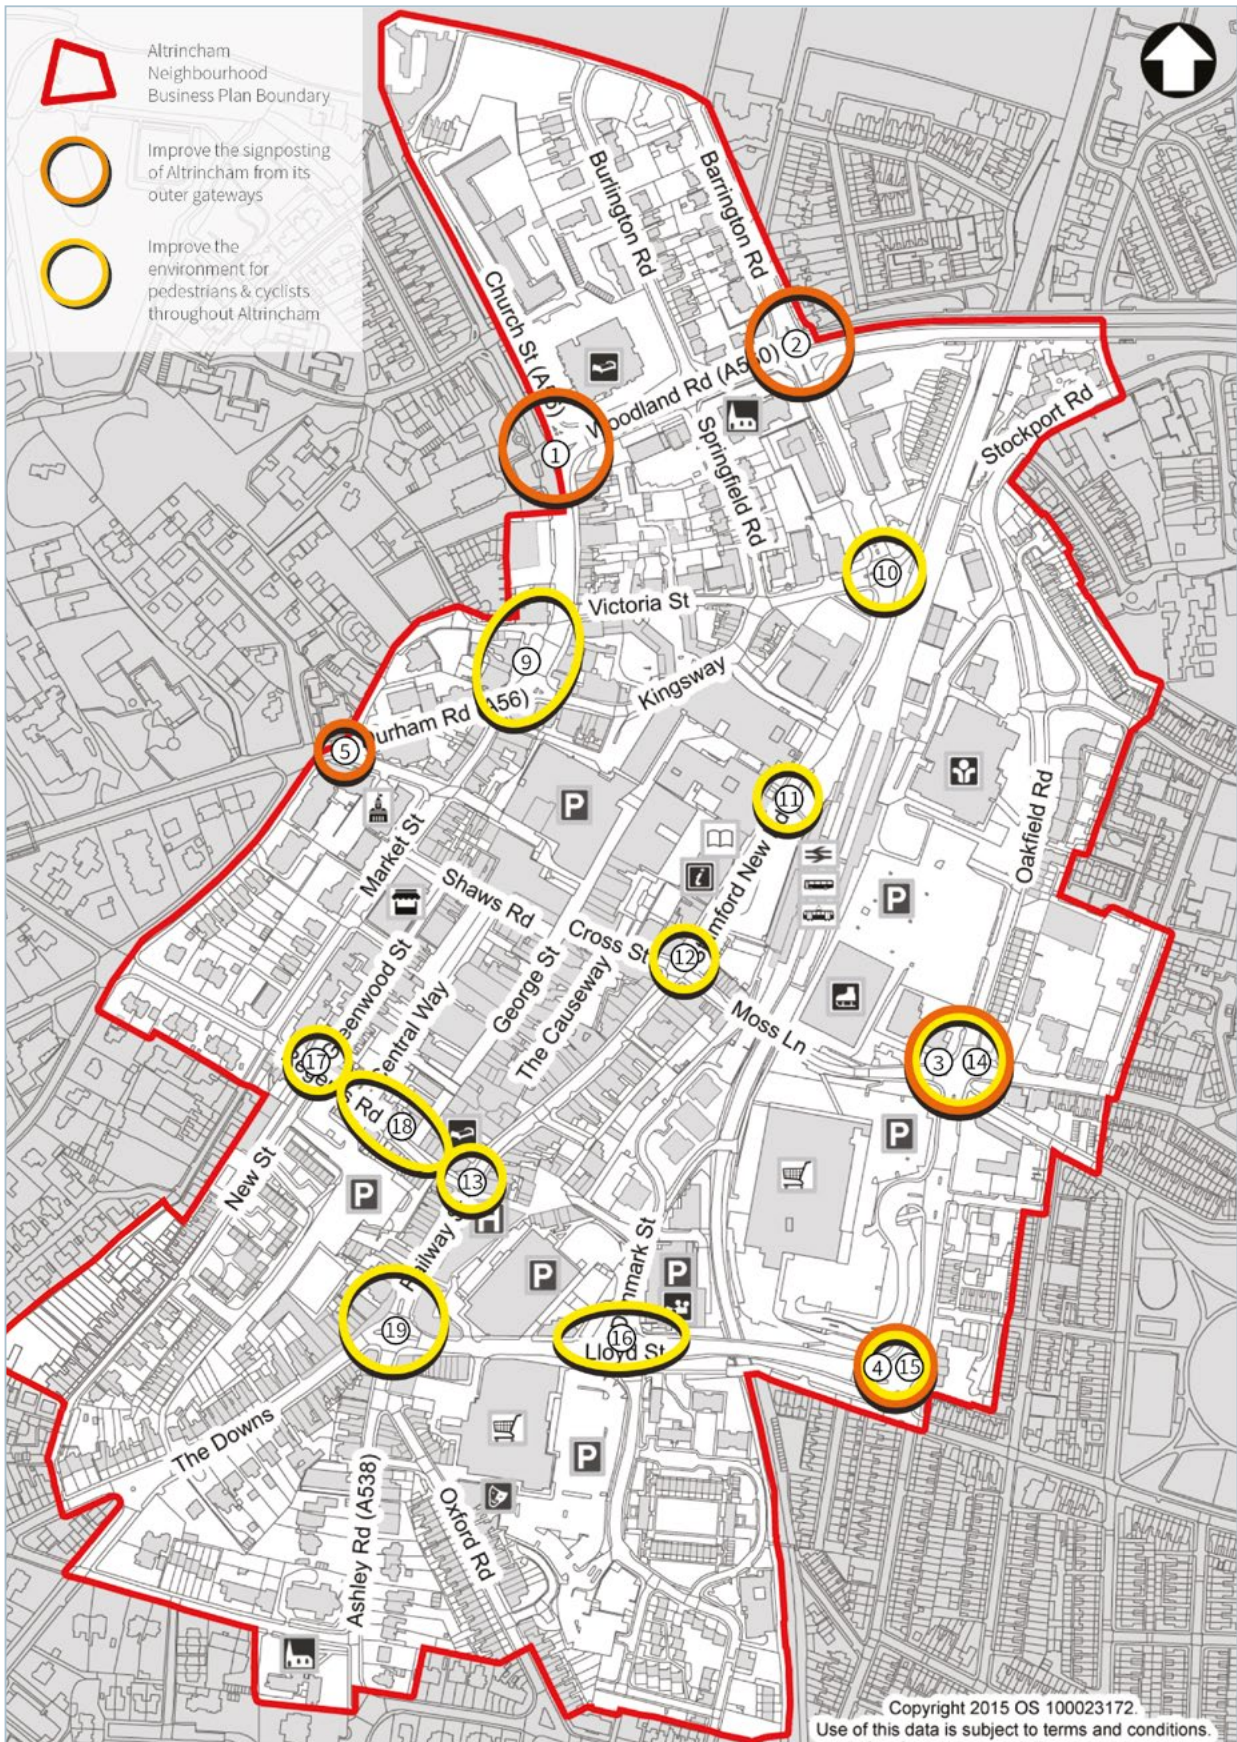 Altrincham
Neighbourhood
Business Plan Boundary
Improve the signposting
of Altrincham from its
outer gateways
Improve the
environment for
pedestrians & cyclists
throughout Altrincham
Burlington Rd
Barrington Rd
Church St
2
Woodland Rd
Stockport Rd
1
Springfield Rd
10
Victoria St
9
Kingsway
5
P
11
Oakfield Rd
Market St
i
Shaws Rd
P
Cross St
12
Greenwood St
George St
The Causeway
Central Way
Moss Ln
17
3
14
Rd
18
P
13
New St
P
P
P
19
16
Lloyd St
4
15
The Downs
P
Ashley Rd (A538)
Oxford Rd
Copyright 2015 OS 100023172.
Use of this data is subject to terms and conditions.